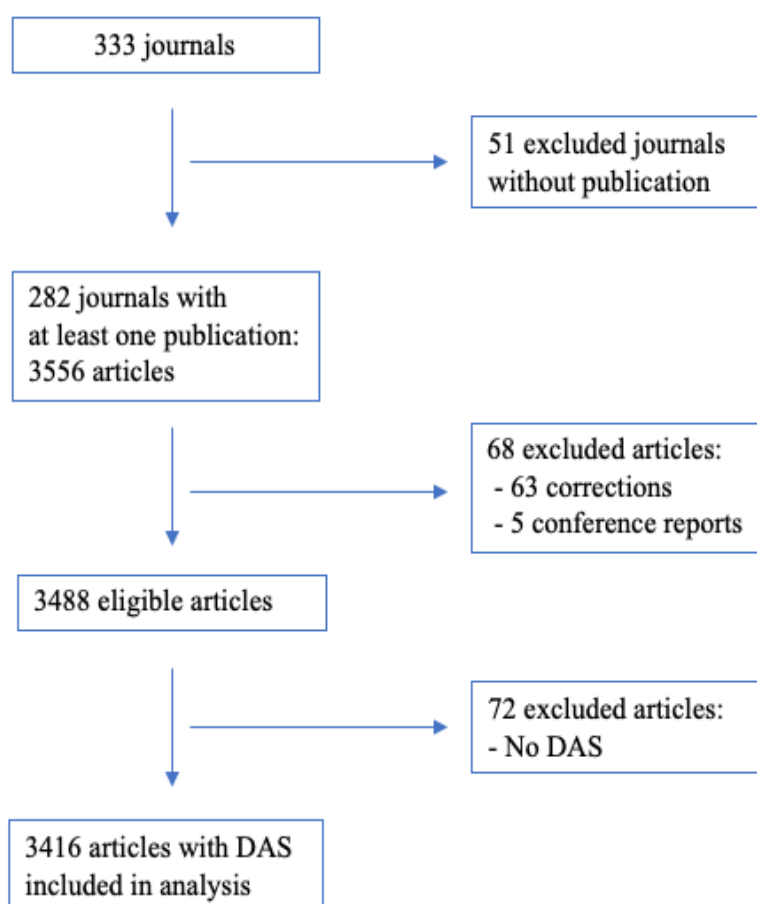 333 journals
51 excluded journals
without publication
282 journals with
at least one publication:
3556 articles
68 excluded articles:
- 63 corrections
- 5 conference reports
3488 eligible articles
72 excluded articles:
- No DAS
3416 articles with DAS
included in analysis